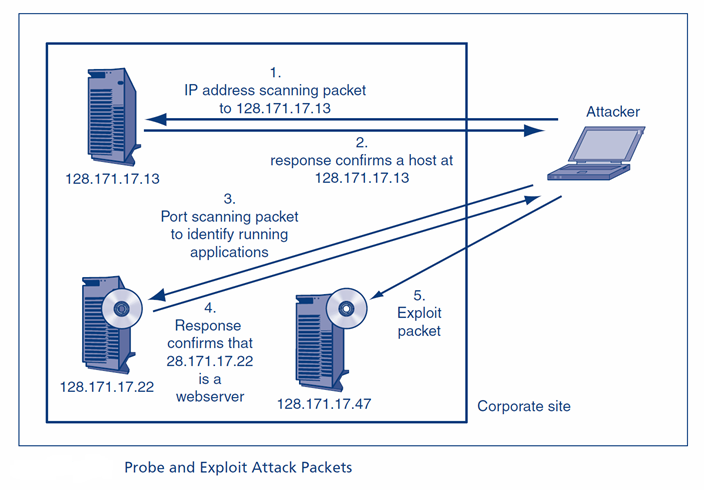 1.
IP address scanning packet
to 128.171.17.13
Attacker
2.
response confirms a host at
128.171.17.13
128.171.17.13
3.
Port scanning packet
to identify running
applications
4.
Response
confirms that
28.171.17.22
is a
webserver
128.171.17.22
5.
Exploit
packet
128.171.17.47
Corporate site
Probe and Exploit Attack Packets